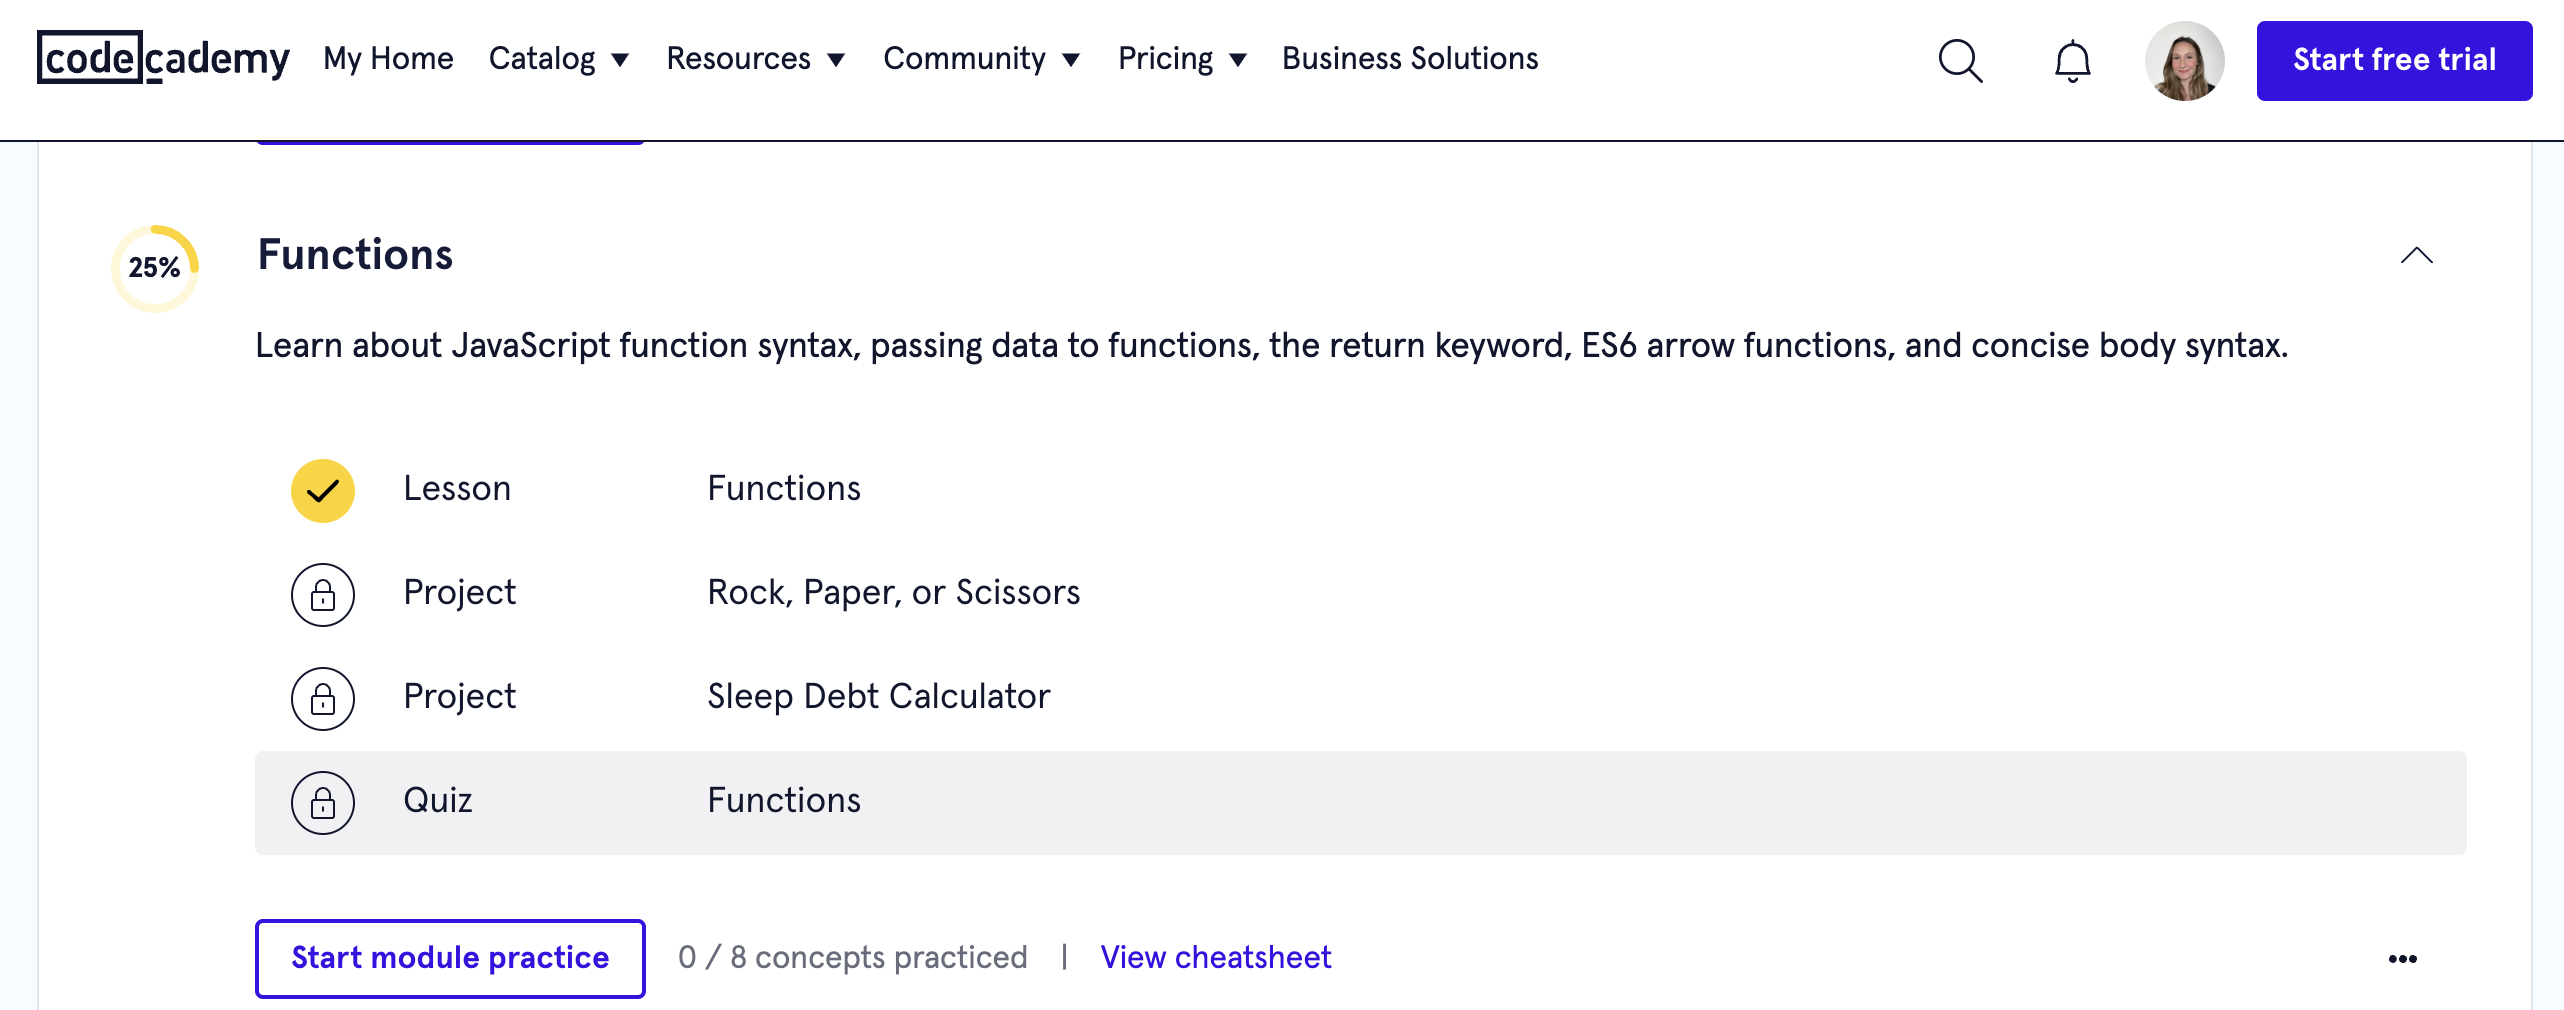 codecademy My Home Catalog Resources Community Pricing Business Solutions Start free trial
25% Functions
Learn about JavaScript function syntax, passing data to functions, the return keyword, ES6 arrow functions, and concise body syntax.
Lesson Functions
Project Rock, Paper, or Scissors
Project Sleep Debt Calculator
Quiz Functions
Start module practice 0 / 8 concepts practiced | View cheatsheet